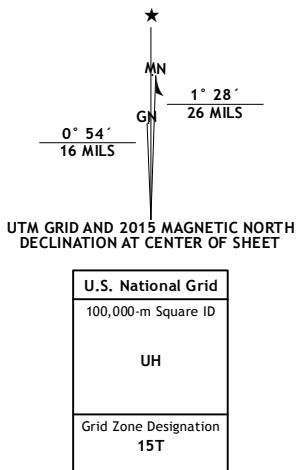 ★
MN
1° 28´
26 MILS
GN
0° 54´
16 MILS
UTM GRID AND 2015 MAGNETIC NORTH
DECLINATION AT CENTER OF SHEET
U.S. National Grid
100,000-m Square ID
UH
Grid Zone Designation
15T